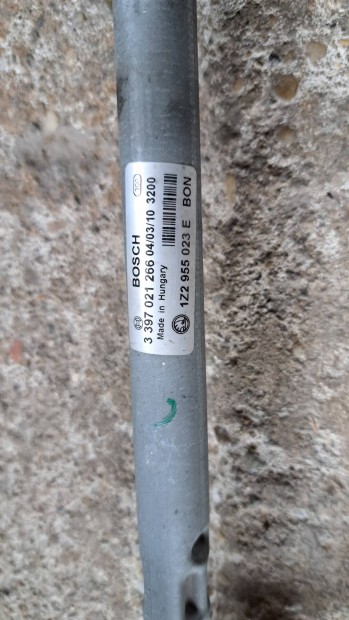 BOSCH
3 397 021 266 04/03/10 3200
Made in Hungary
1Z2 955 023 E BON